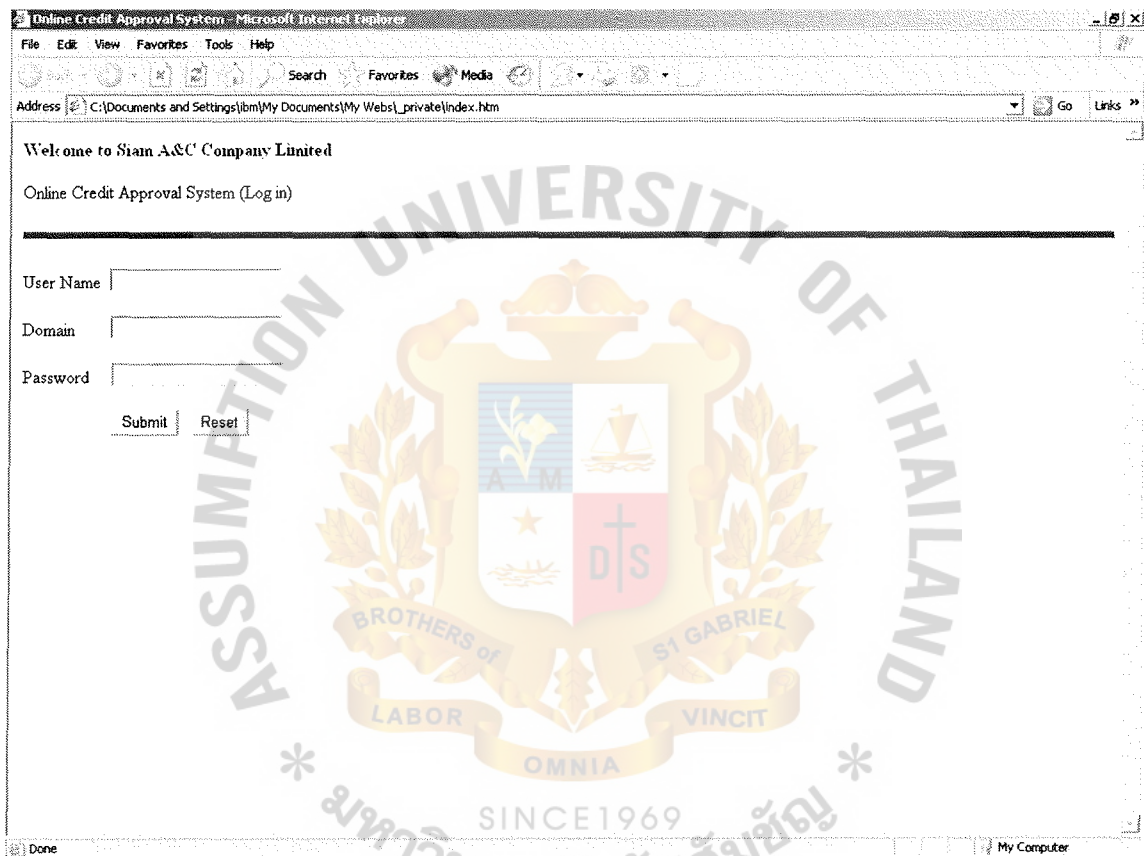 Online Credit Approval System - Microsoft Internet Explorer
File Edit View Favorites Tools Help
Search Favorites Media
Address C:\Documents and Settings\ibm\My Documents\My Webs\_private\index.htm Go Links »
Welcome to Siam A&C Company Limited
Online Credit Approval System (Log in)
User Name
Domain
Password
Submit Reset
ASSUMPTION UNIVERSITY OF THAILAND
A M
D S
BROTHERS of S1 GABRIEL
LABOR OMNIA VINCIT
SINCE1969
Done My Computer